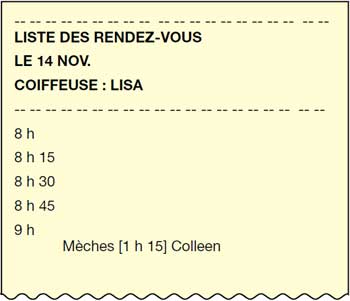 LISTE DES RENDEZ-VOUS
LE 14 NOV.
COIFFEUSE : LISA
8 h
8 h 15
8 h 30
8 h 45
9 h
Mèches [1 h 15] Colleen